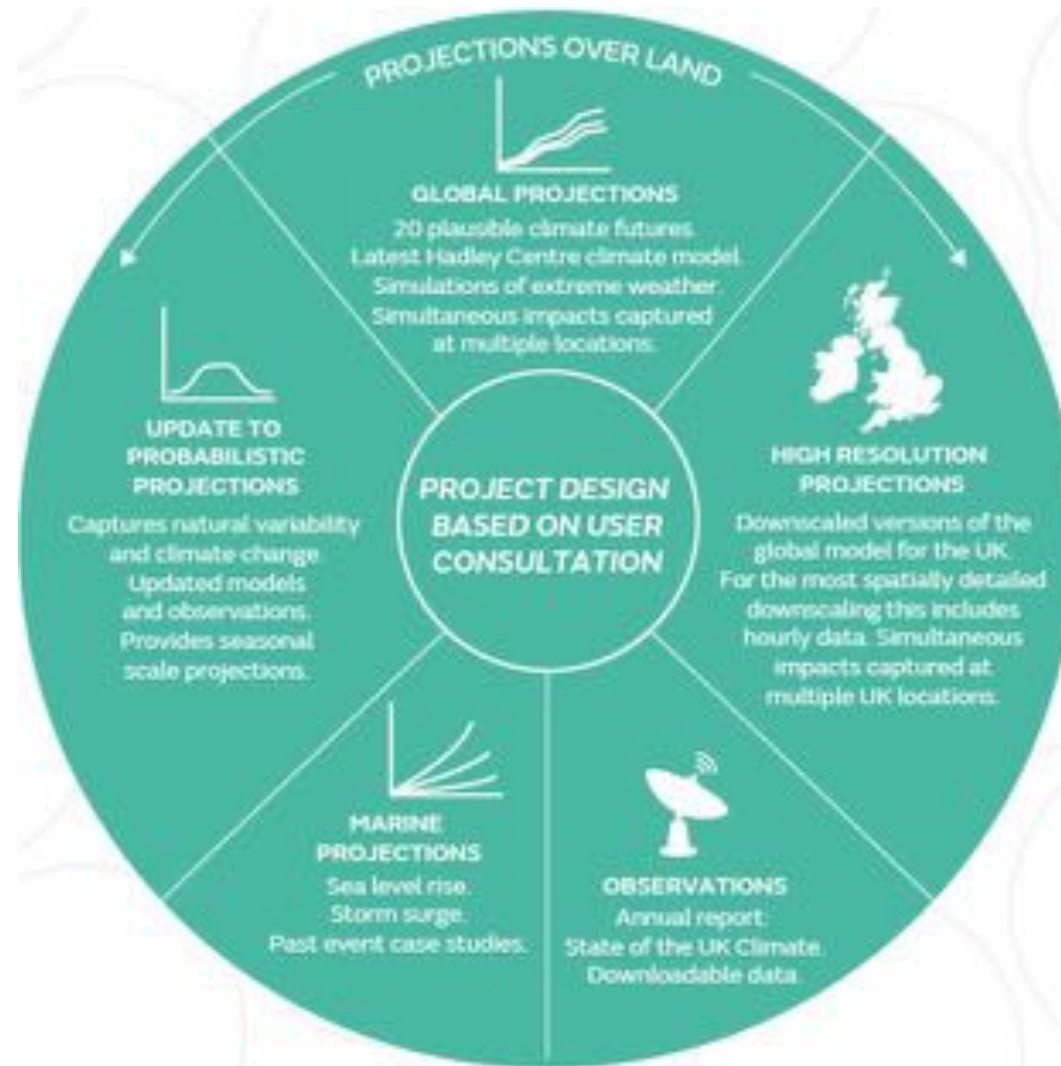 PROJECTIONS OVER LAND
GLOBAL PROJECTIONS
20 plausible climate futures.
Latest Hadley Centre climate model.
Simulations of extreme weather.
Simultaneous impacts captured
at multiple locations.
UPDATE TO
PROBABILISTIC
PROJECTIONS
Captures natural variability
and climate change.
Updated models
and observations.
Provides seasonal
scale projections.
PROJECT DESIGN
BASED ON USER
CONSULTATION
HIGH RESOLUTION
PROJECTIONS
Downscaled versions of the
global model for the UK.
For the most spatially detailed
downscaling this includes
hourly data. Simultaneous
impacts captured at
multiple UK locations.
MARINE
PROJECTIONS
Sea level rise.
Storm surge.
Past event case studies.
OBSERVATIONS
Annual report.
State of the UK Climate.
Downloadable data.